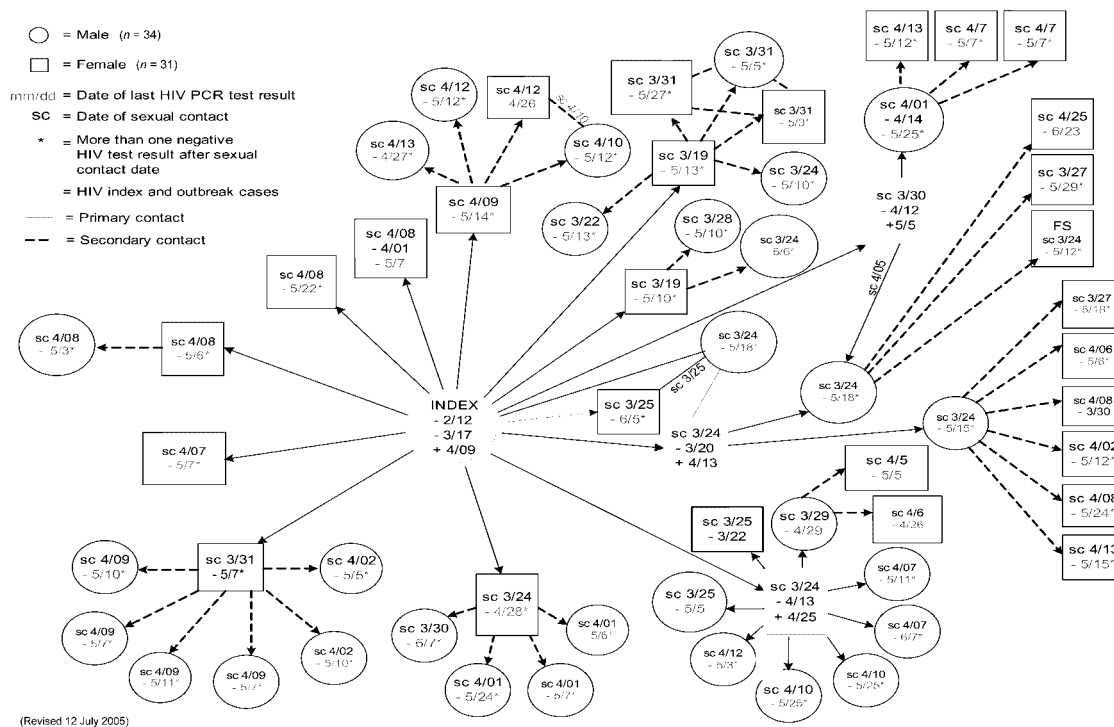 = Male (n = 34)
= Female (n = 31)
mm/dd = Date of last HIV PCR test result
sc = Date of sexual contact
* = More than one negative
HIV test result after sexual
contact date
= HIV index and outbreak cases
= Primary contact
= Secondary contact
sc 4/12
- 5/12*
sc 4/12
4/26
sc 4/10
sc 4/13
- 4/27*
sc 4/10
- 5/12*
sc 4/09
- 5/14*
sc 4/08
- 4/01
- 5/7
sc 4/08
- 5/22*
sc 4/08
- 5/3*
sc 4/08
- 5/6*
sc 4/07
- 5/7*
sc 3/31
- 5/27*
sc 3/31
- 5/5*
sc 3/31
- 5/3*
sc 3/19
- 5/13*
sc 3/24
- 5/10*
sc 3/22
- 5/13*
sc 3/28
- 5/10*
sc 3/24
5/6*
sc 3/19
- 5/10*
sc 4/13
- 5/12*
sc 4/7
- 5/7*
sc 4/7
- 5/7*
sc 4/01
- 4/14
- 5/25*
sc 4/25
- 6/23
sc 3/27
- 5/29*
FS
sc 3/24
- 5/12*
sc 3/30
- 4/12
+5/5
sc 4/05
sc 3/24
- 5/18*
sc 3/25
sc 3/25
- 6/5*
INDEX
- 2/12
- 3/17
+ 4/09
sc 3/24
- 3/20
+ 4/13
sc 3/24
- 5/18*
sc 3/24
- 5/15*
sc 3/27
- 5/18*
sc 4/06
- 5/6*
sc 4/08
- 3/30
sc 4/02
- 5/12*
sc 4/08
- 5/24*
sc 4/13
- 5/15*
sc 4/5
- 5/5
sc 4/6
- 4/26
sc 3/29
- 4/29
sc 3/25
- 3/22
sc 3/24
- 4/13
+ 4/25
sc 4/07
- 5/11*
sc 4/07
- 6/7*
sc 4/10
- 5/25*
sc 4/10
- 5/25*
sc 4/12
- 5/3*
sc 3/25
- 5/5
sc 3/24
- 4/28*
sc 3/30
- 6/7*
sc 4/01
- 5/24*
sc 4/01
- 5/7*
sc 4/01
5/6*
sc 3/31
- 5/7*
sc 4/09
- 5/10*
sc 4/02
- 5/5*
sc 4/09
- 5/7*
sc 4/09
- 5/11*
sc 4/09
- 5/7*
sc 4/02
- 5/10*
(Revised 12 July 2005)